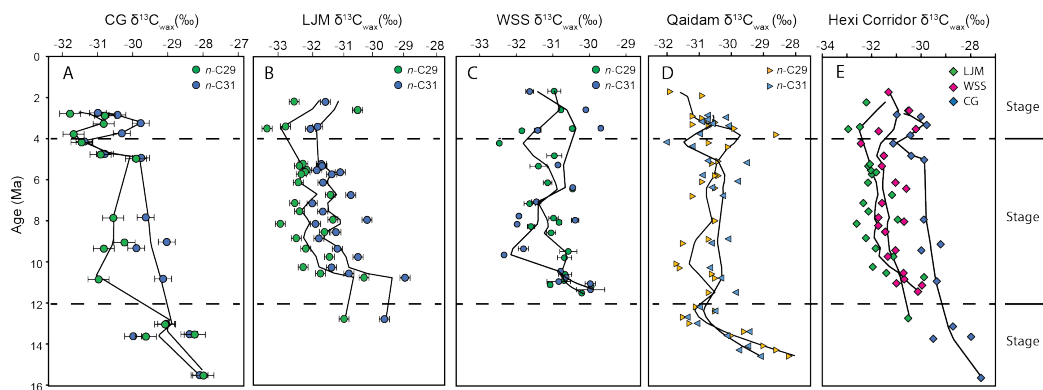 CG δ¹³Cwax(‰)
LJM δ¹³Cwax(‰)
WSS δ¹³Cwax(‰)
Qaidam δ¹³Cwax(‰)
Hexi Corridor δ¹³Cwax(‰)
-32 -31 -30 -29 -28 -27
-33 -32 -31 -30 -29
-33 -32 -31 -30 -29
-32 -31 -30 -29 -28
-34 -32 -30 -28 -26
A
n-C29
n-C31
B
n-C29
n-C31
C
n-C29
n-C31
D
n-C29
n-C31
E
LJM
WSS
CG
Age (Ma)
0
2
4
6
8
10
12
14
16
Stage
Stage
Stage